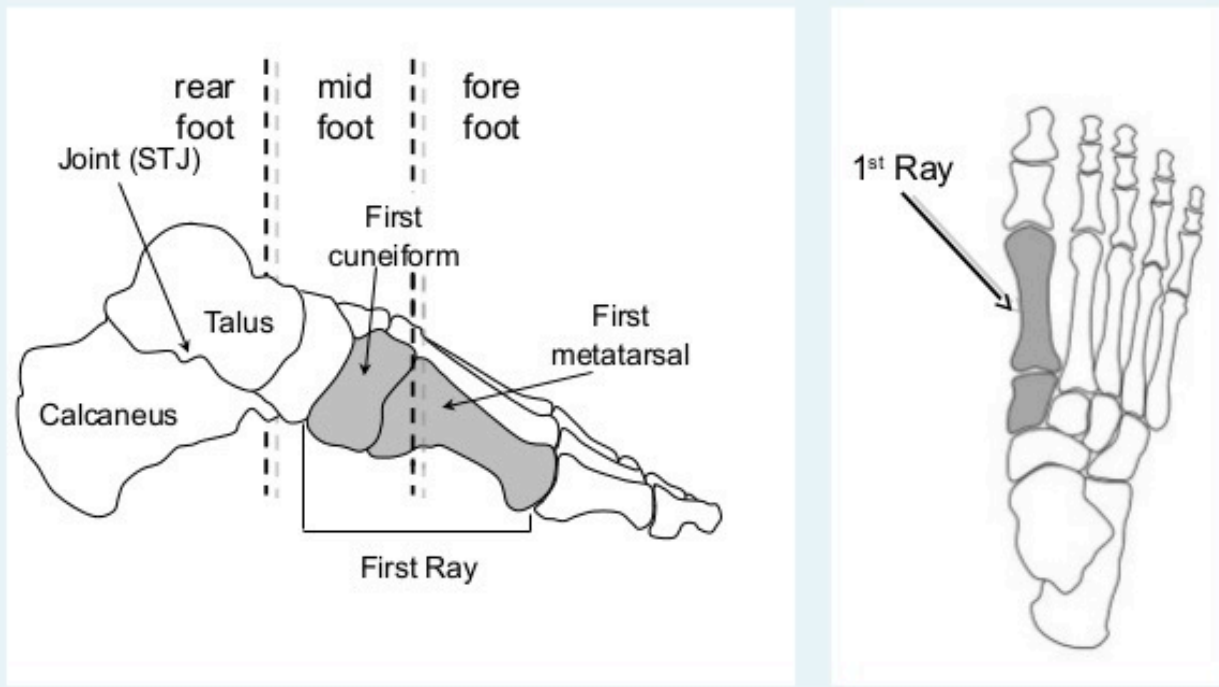 rear
foot
mid
foot
fore
foot
Joint (STJ)
First
cuneiform
Talus
First
metatarsal
Calcaneus
First Ray
1st Ray